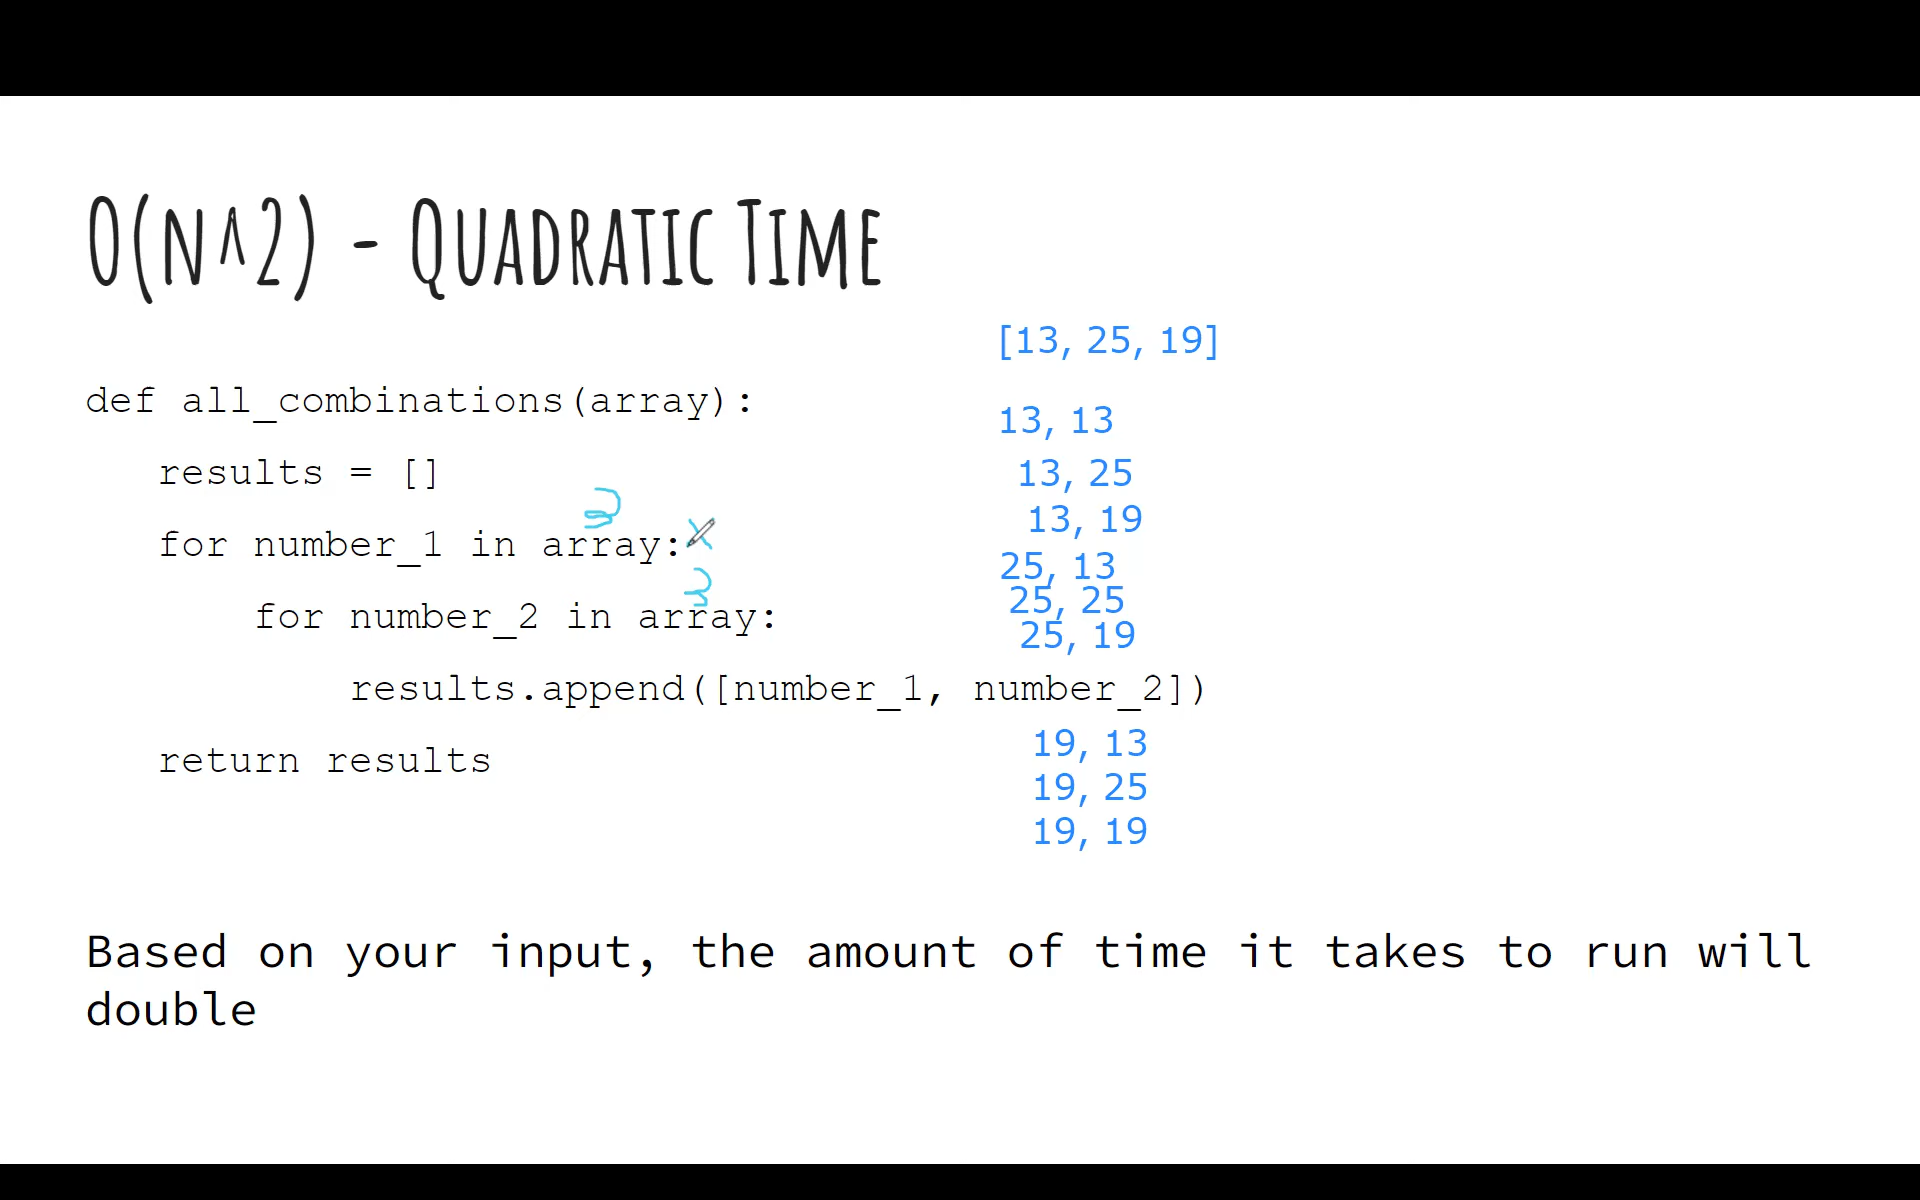 O(n^2) - Quadratic Time
[13, 25, 19]
def all_combinations(array):
results = []
3
for number_1 in array:x
3
for number_2 in array:
results.append([number_1, number_2])
return results
13, 13
13, 25
13, 19
25, 13
25, 25
25, 19
19, 13
19, 25
19, 19
Based on your input, the amount of time it takes to run will
double